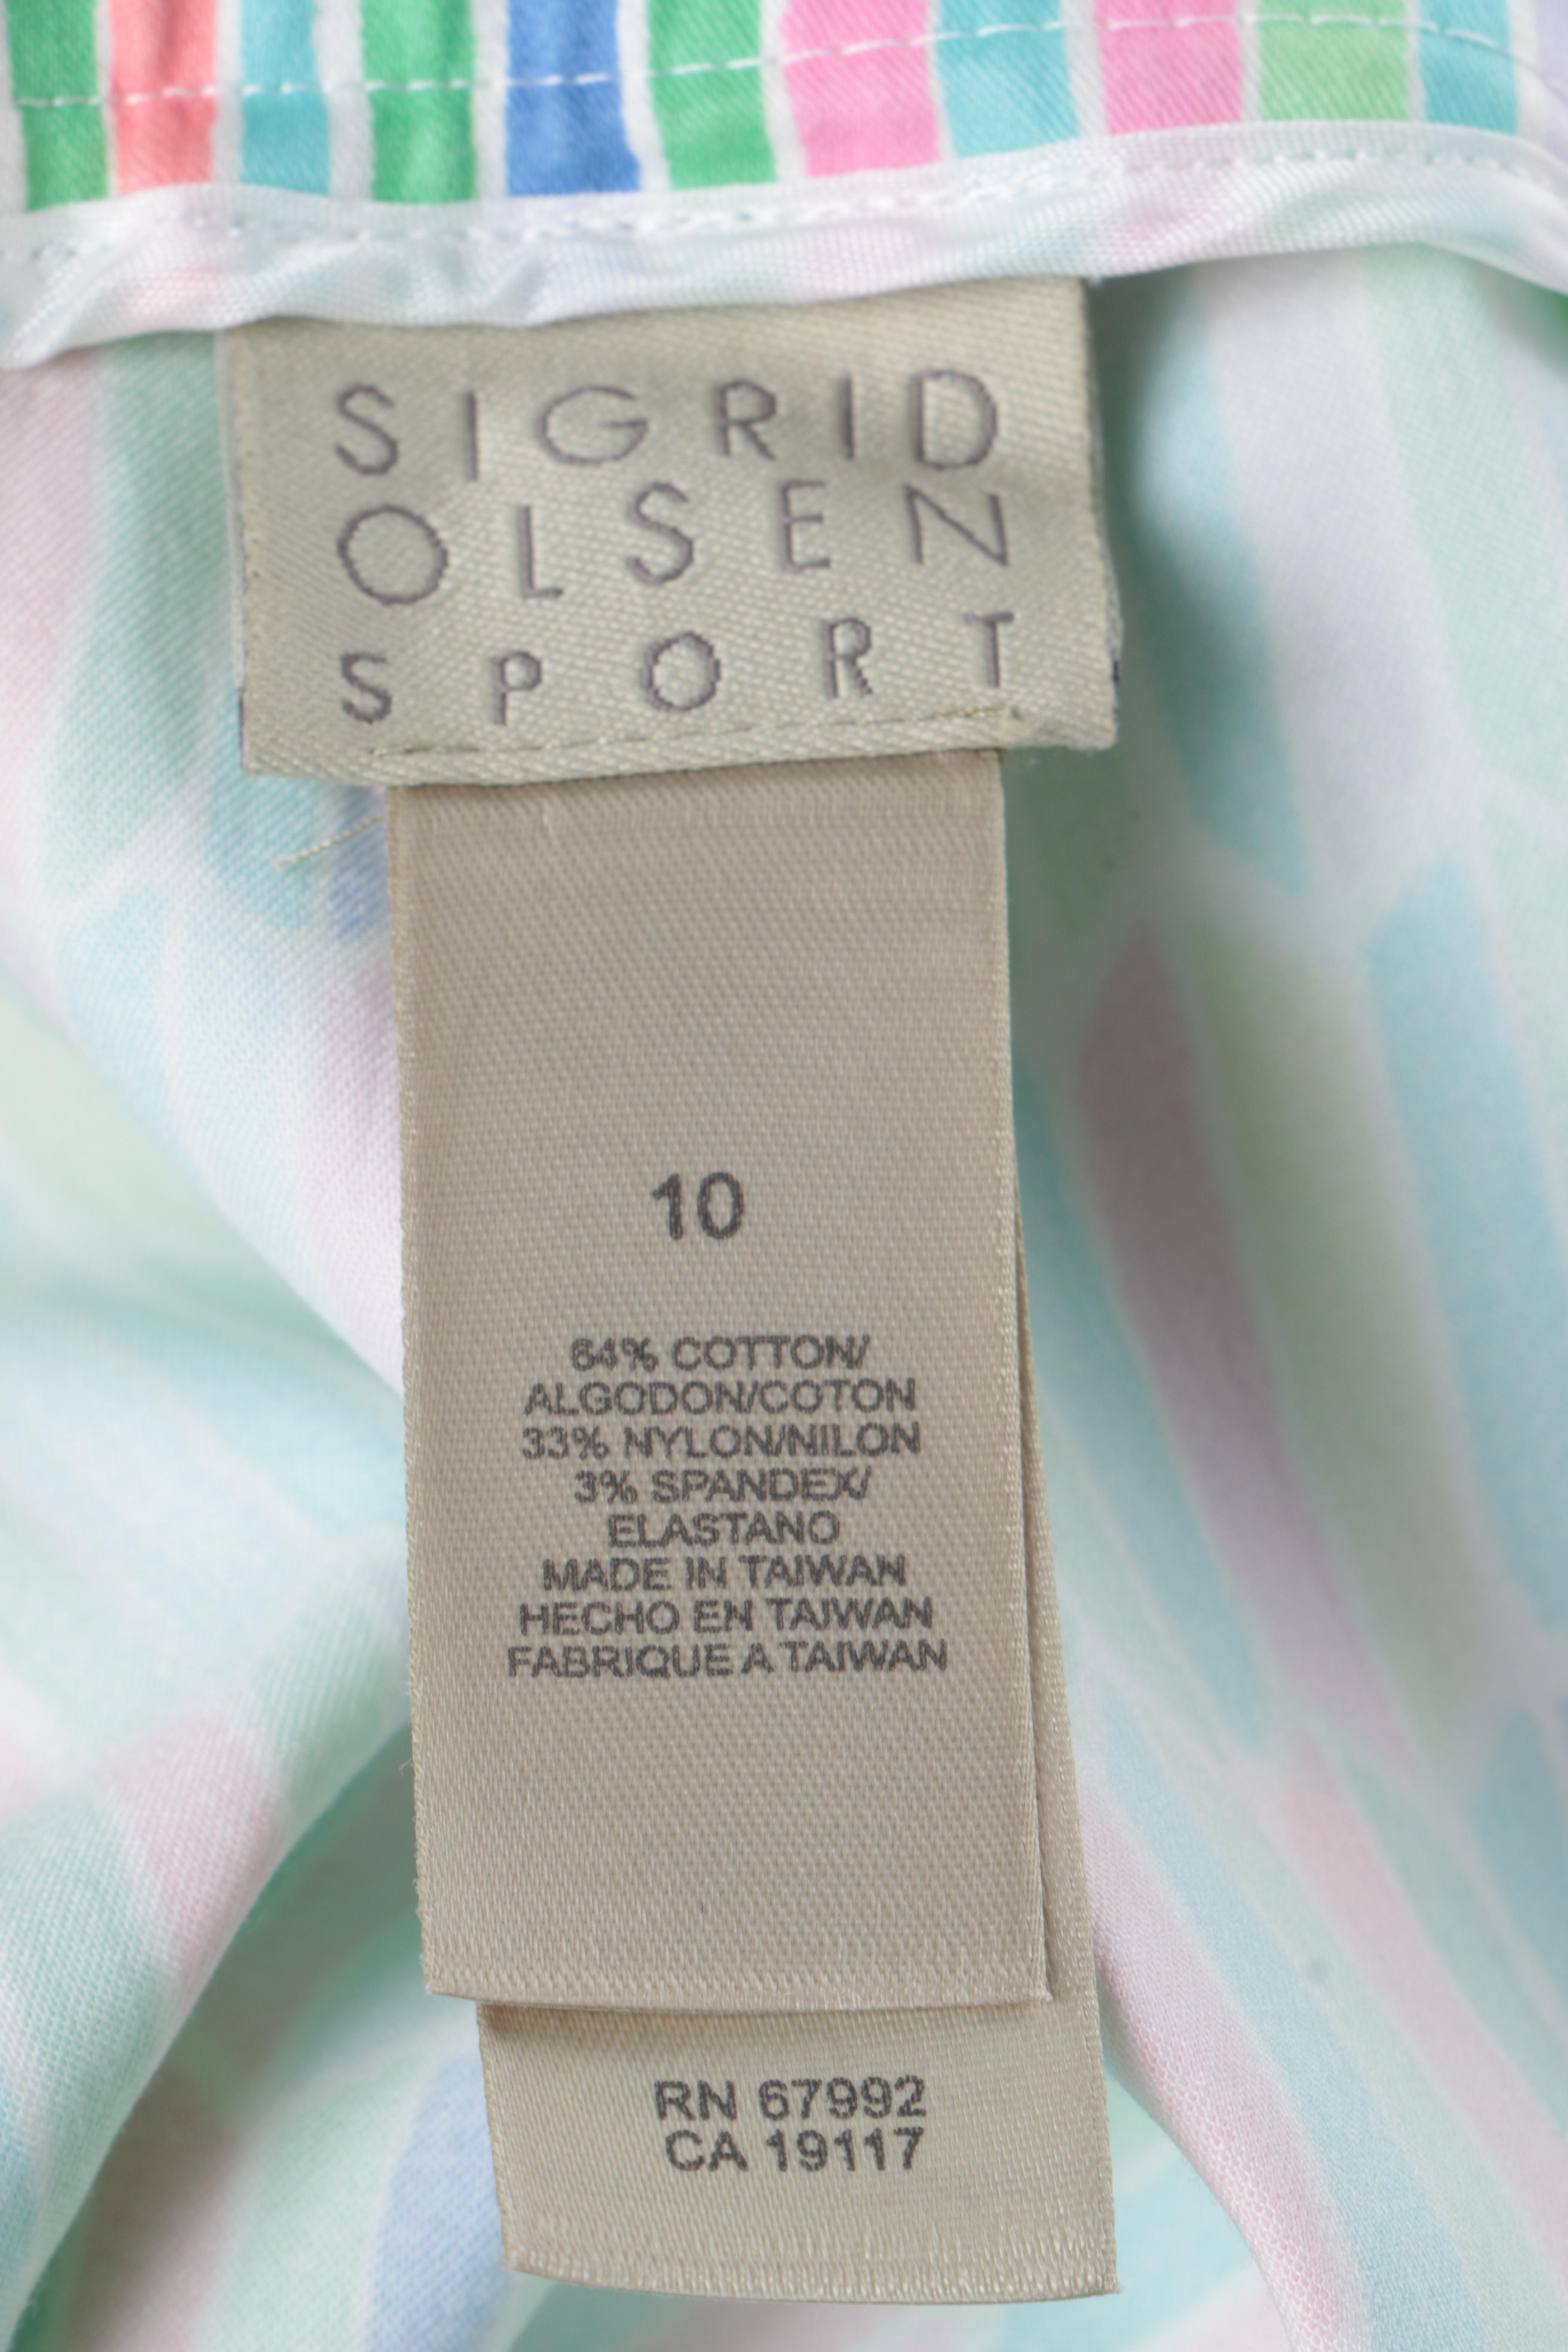 SIGRID
OLSEN
SPORT
10
64% COTTON/
ALGODON/COTON
33% NYLON/NILON
3% SPANDEX/
ELASTANO
MADE IN TAIWAN
HECHO EN TAIWAN
FABRIQUE A TAIWAN
RN 67992
CA 19117